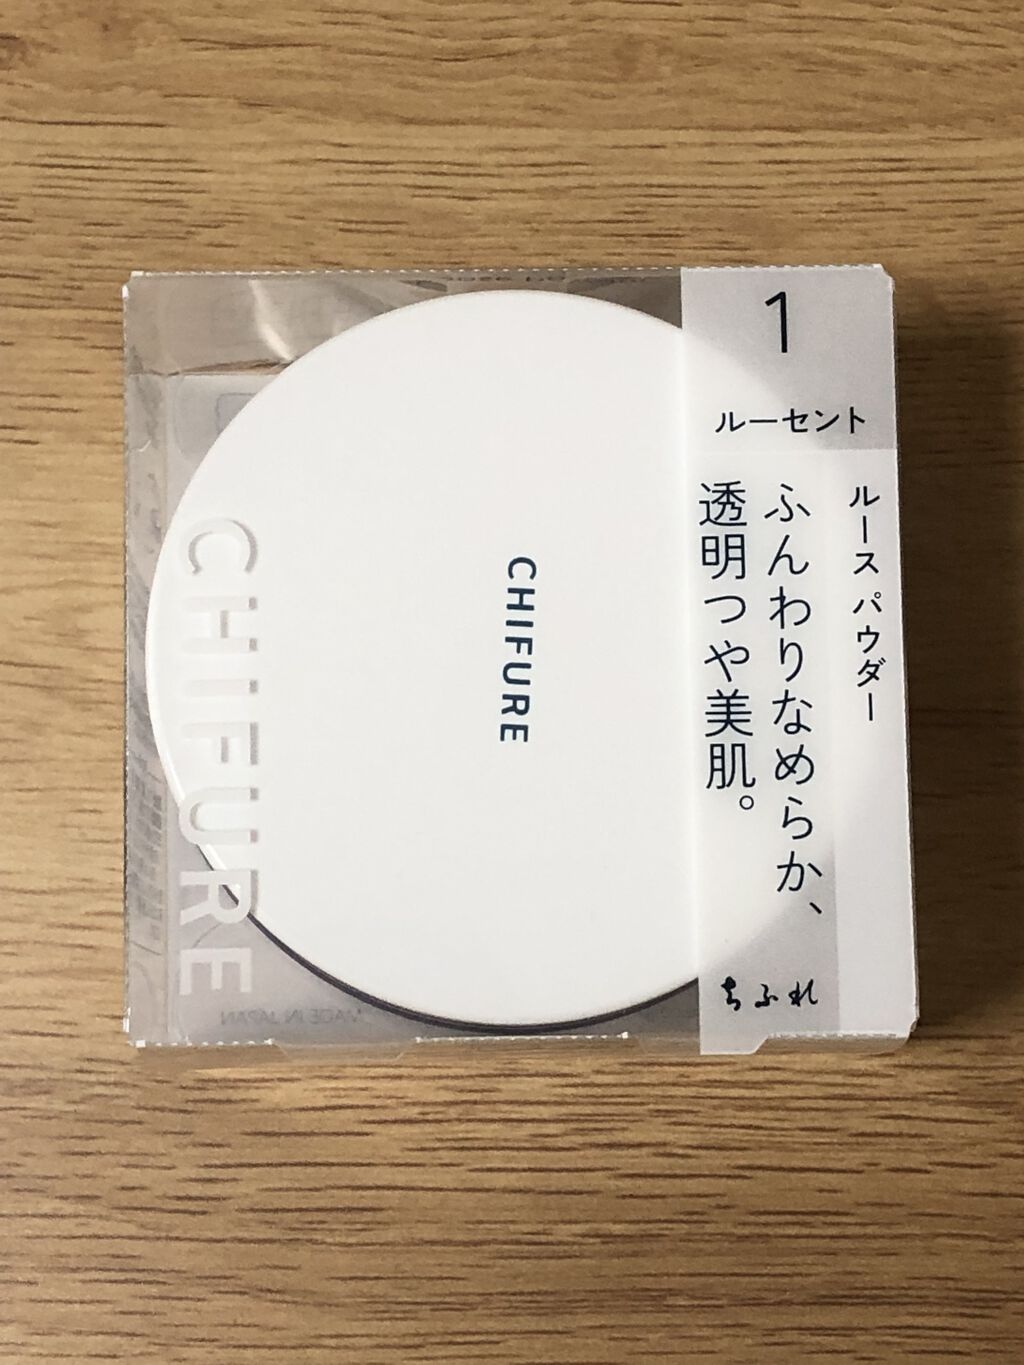 1
ルーセント
ルース パウダー
ふんわりなめらか、
透明つや美肌。
ちふれ
CHIFURE
CHIFURE
MADE IN JAPAN